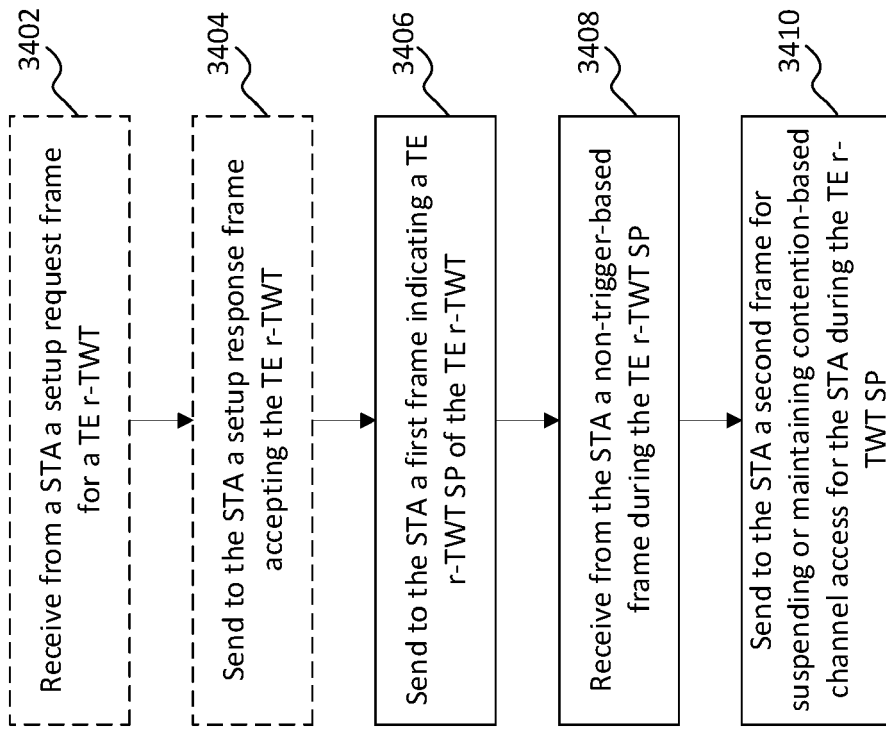 3402
Receive from a STA a setup request frame
for a TE r-TWT
3404
Send to the STA a setup response frame
accepting the TE r-TWT
3406
Send to the STA a first frame indicating a TE
r-TWT SP of the TE r-TWT
3408
Receive from the STA a non-trigger-based
frame during the TE r-TWT SP
3410
Send to the STA a second frame for
suspending or maintaining contention-based
channel access for the STA during the TE r-
TWT SP